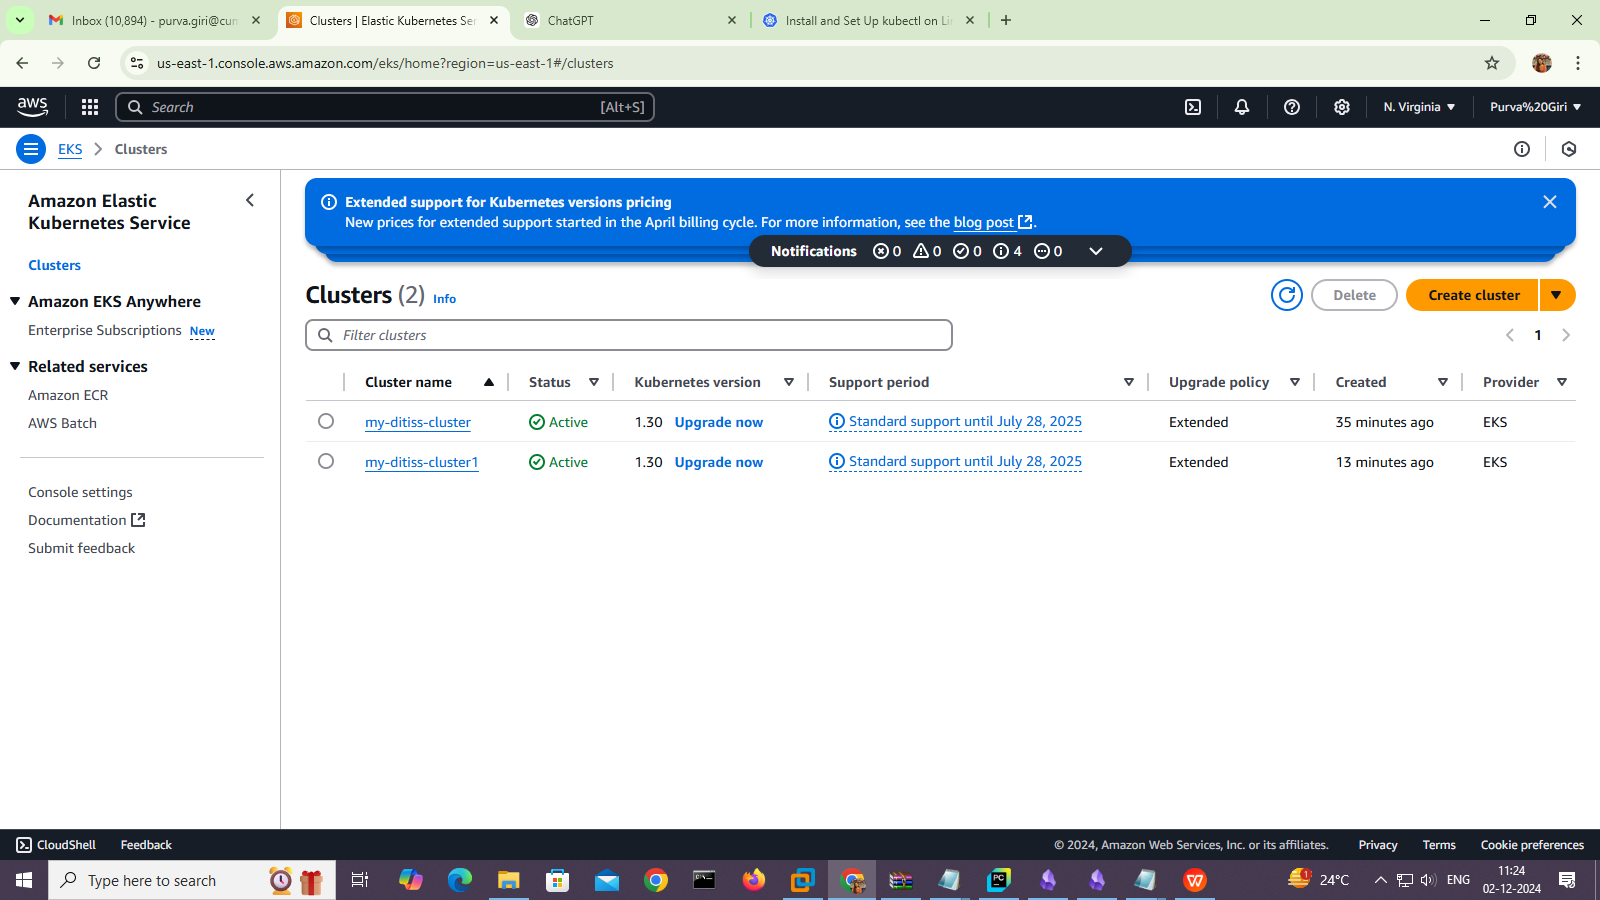 Inbox (10,894) - purva.giri@cum
Clusters | Elastic Kubernetes Ser
ChatGPT
Install and Set Up kubectl on Lin
us-east-1.console.aws.amazon.com/eks/home?region=us-east-1#/clusters
aws
Search
[Alt+S]
N. Virginia
Purva%20Giri
EKS
Clusters
Amazon Elastic
Kubernetes Service
Clusters
Amazon EKS Anywhere
Enterprise Subscriptions New
Related services
Amazon ECR
AWS Batch
Console settings
Documentation
Submit feedback
Extended support for Kubernetes versions pricing
New prices for extended support started in the April billing cycle. For more information, see the blog post.
Notifications 0 0 0 4 0
Clusters (2) Info
Delete
Create cluster
Filter clusters
1
Cluster name Status Kubernetes version Support period Upgrade policy Created Provider
my-ditiss-cluster Active 1.30 Upgrade now Standard support until July 28, 2025 Extended 35 minutes ago EKS
my-ditiss-cluster1 Active 1.30 Upgrade now Standard support until July 28, 2025 Extended 13 minutes ago EKS
CloudShell Feedback
© 2024, Amazon Web Services, Inc. or its affiliates. Privacy Terms Cookie preferences
Type here to search
PC
1
24°C
ENG
11:24
02-12-2024